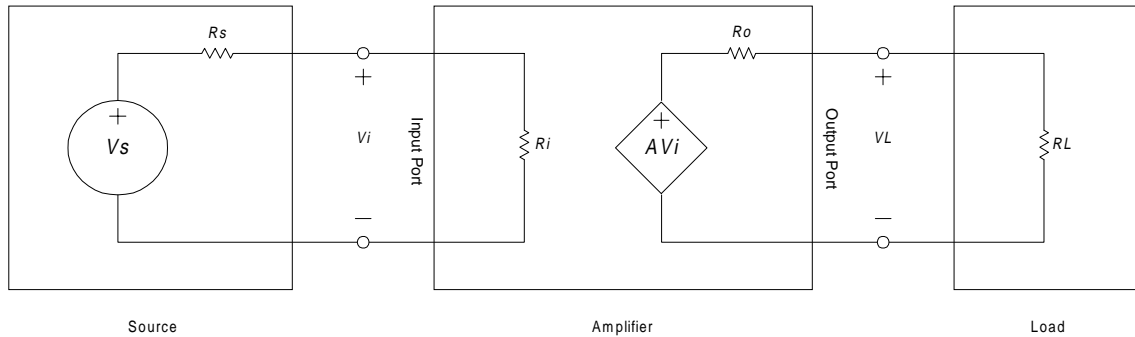 Rs
+
Vs
+
Vi
−
Input Port
Ri
Ro
+
AVi
Output Port
+
VL
−
RL
Source
Amplifier
Load